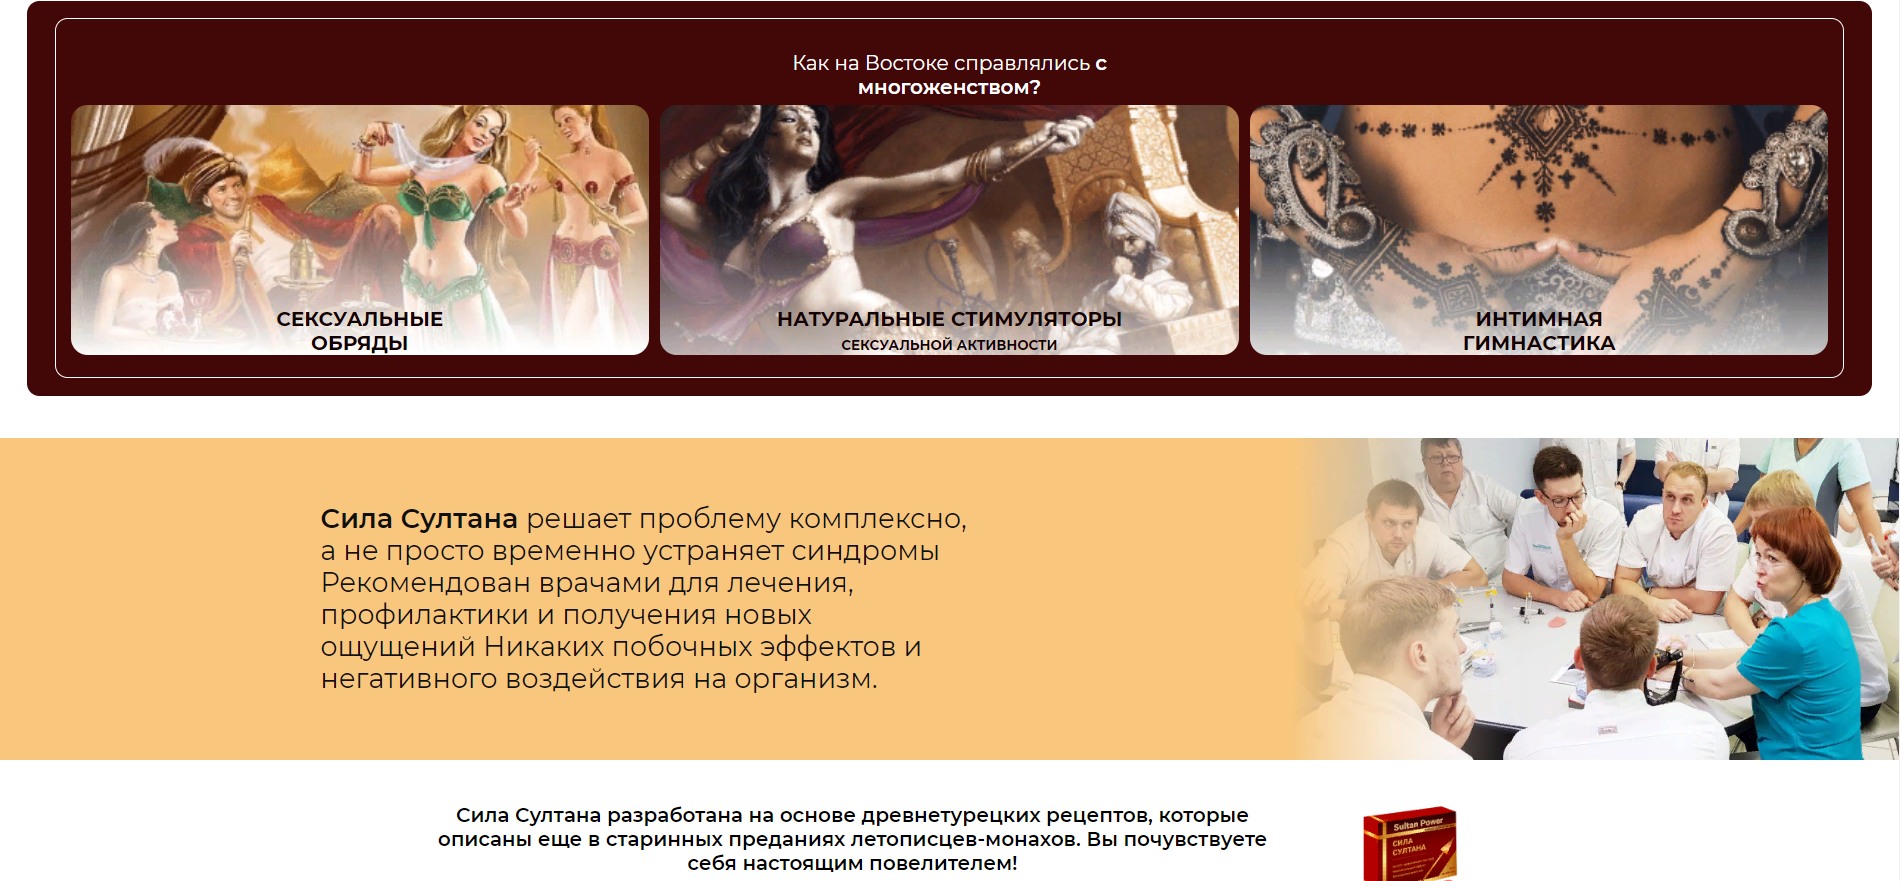 Как на Востоке справлялись с
многоженством?
СЕКСУАЛЬНЫЕ
ОБРЯДЫ
НАТУРАЛЬНЫЕ СТИМУЛЯТОРЫ
СЕКСУАЛЬНОЙ АКТИВНОСТИ
ИНТИМНАЯ
ГИМНАСТИКА
Сила Султана решает проблему комплексно,
а не просто временно устраняет синдромы
Рекомендован врачами для лечения,
профилактики и получения новых
ощущений Никаких побочных эффектов и
негативного воздействия на организм.
Сила Султана разработана на основе древнетурецких рецептов, которые
описаны еще в старинных преданиях летописцев-монахов. Вы почувствуете
себя настоящим повелителем!
Sultan Power
СИЛА
СУЛТАНА